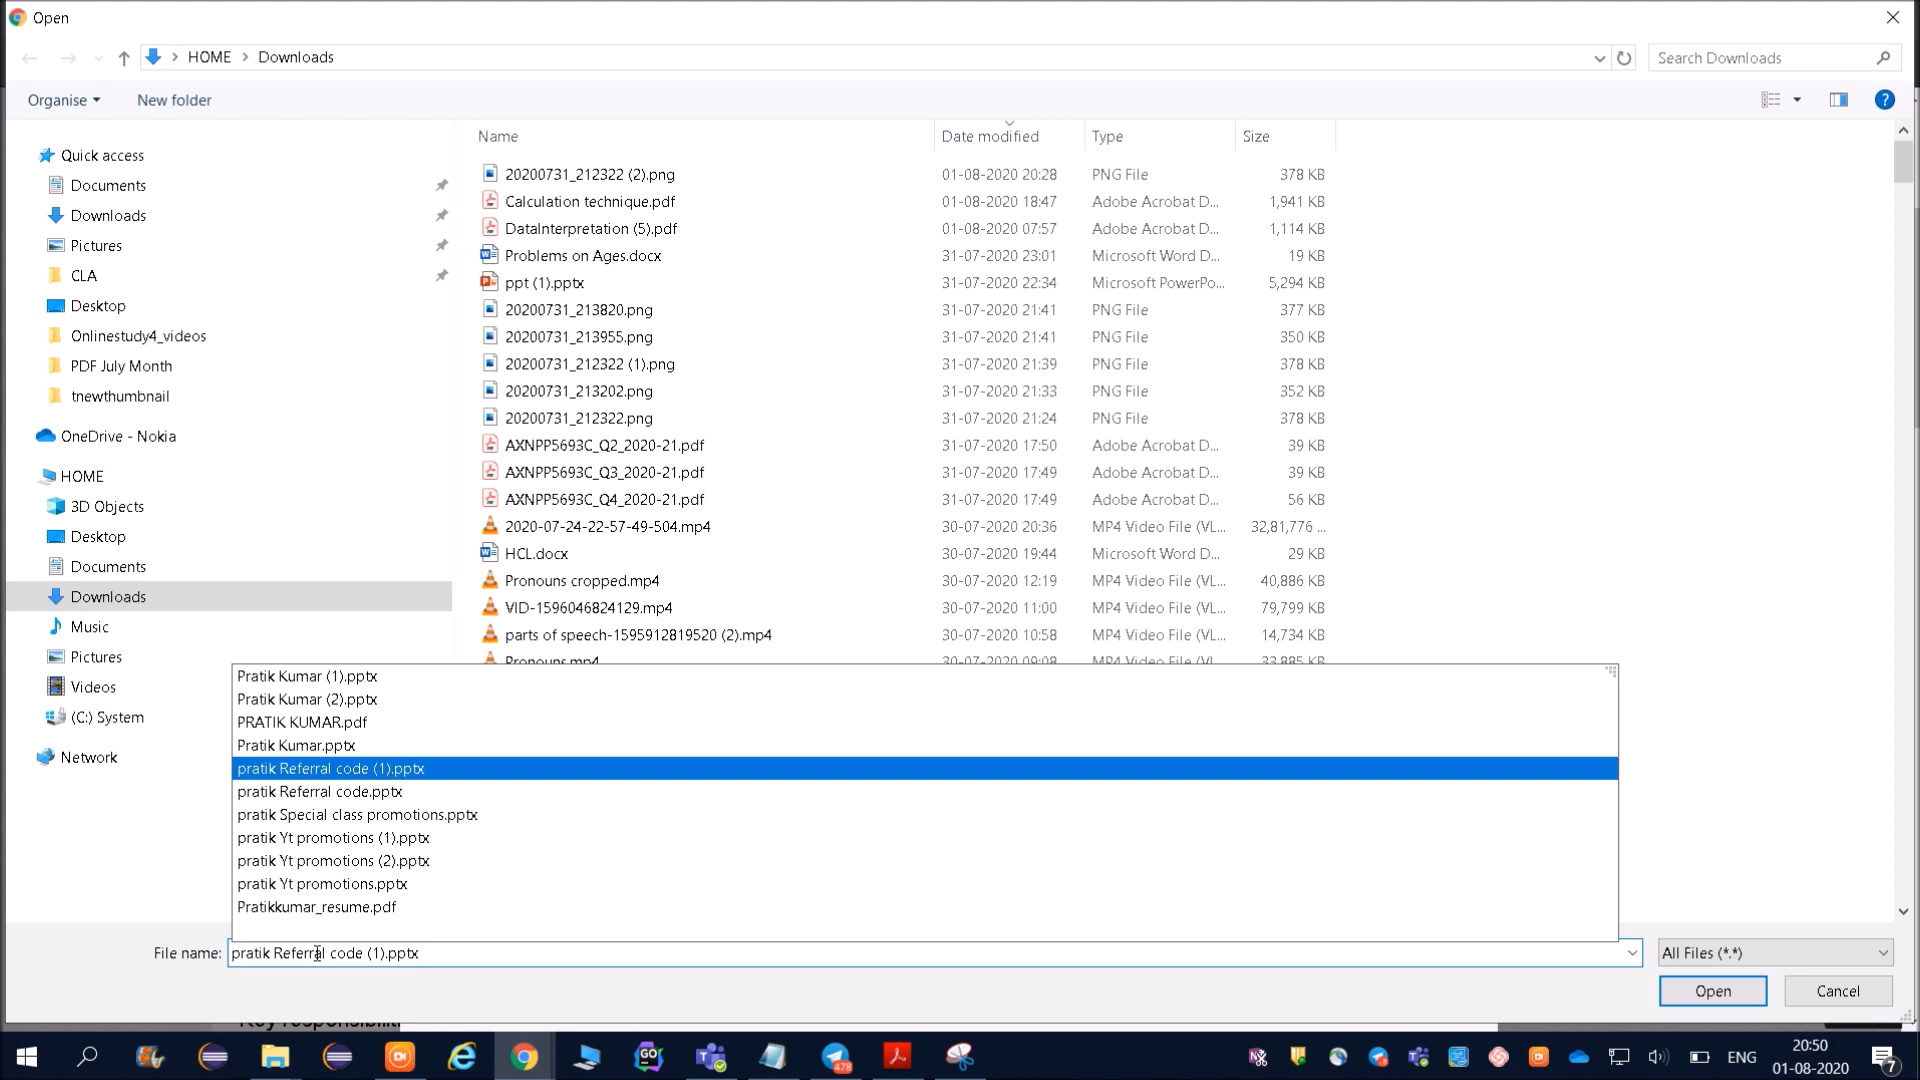 Open
HOME > Downloads
Search Downloads
Organise
New folder
Name
Date modified
Type
Size
Quick access
Documents
Downloads
Pictures
CLA
Desktop
Onlinestudy4_videos
PDF July Month
tnewthumbnail
OneDrive - Nokia
HOME
3D Objects
Desktop
Documents
Downloads
Music
Pictures
Videos
(C:) System
Network
20200731_212322 (2).png 01-08-2020 20:28 PNG File 378 KB
Calculation technique.pdf 01-08-2020 18:47 Adobe Acrobat D... 1,941 KB
DataInterpretation (5).pdf 01-08-2020 07:57 Adobe Acrobat D... 1,114 KB
Problems on Ages.docx 31-07-2020 23:01 Microsoft Word D... 19 KB
ppt (1).pptx 31-07-2020 22:34 Microsoft PowerPo... 5,294 KB
20200731_213820.png 31-07-2020 21:41 PNG File 377 KB
20200731_213955.png 31-07-2020 21:41 PNG File 350 KB
20200731_212322 (1).png 31-07-2020 21:39 PNG File 378 KB
20200731_213202.png 31-07-2020 21:33 PNG File 352 KB
20200731_212322.png 31-07-2020 21:24 PNG File 378 KB
AXNPP5693C_Q2_2020-21.pdf 31-07-2020 17:50 Adobe Acrobat D... 39 KB
AXNPP5693C_Q3_2020-21.pdf 31-07-2020 17:49 Adobe Acrobat D... 39 KB
AXNPP5693C_Q4_2020-21.pdf 31-07-2020 17:49 Adobe Acrobat D... 56 KB
2020-07-24-22-57-49-504.mp4 30-07-2020 20:36 MP4 Video File (VL... 32,81,776 ...
HCL.docx 30-07-2020 19:44 Microsoft Word D... 29 KB
Pronouns cropped.mp4 30-07-2020 12:19 MP4 Video File (VL... 40,886 KB
VID-1596046824129.mp4 30-07-2020 11:00 MP4 Video File (VL... 79,799 KB
parts of speech-1595912819520 (2).mp4 30-07-2020 10:58 MP4 Video File (VL... 14,734 KB
Pronouns.mp4 30-07-2020 09:08 MP4 Video File (VL... 33,885 KB
Pratik Kumar (1).pptx
Pratik Kumar (2).pptx
PRATIK KUMAR.pdf
Pratik Kumar.pptx
pratik Referral code (1).pptx
pratik Referral code.pptx
pratik Special class promotions.pptx
pratik Yt promotions (1).pptx
pratik Yt promotions (2).pptx
pratik Yt promotions.pptx
Pratikkumar_resume.pdf
File name: pratik Referral code (1).pptx
All Files (*.*)
Open
Cancel
GO
478
ENG
20:50
01-08-2020
7